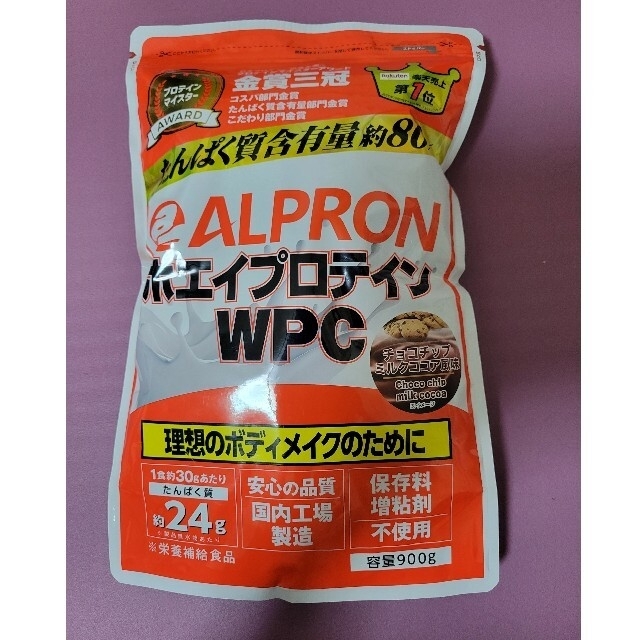 金賞三冠
コスパ部門金賞
たんぱく質含有量部門金賞
こだわり部門金賞
プロテイン
マイスター
AWARD
Rakuten
楽天売上
第1位
たんぱく質含有量約80
ALPRON
ホエイプロテイン
WPC
チョコチップ
ミルクココア風味
Choco chip
milk cocoa
理想のボディメイクのために
1食約30gあたり
たんぱく質
約24g
※栄養補給食品
安心の品質
国内工場
製造
保存料
増粘剤
不使用
容量900g